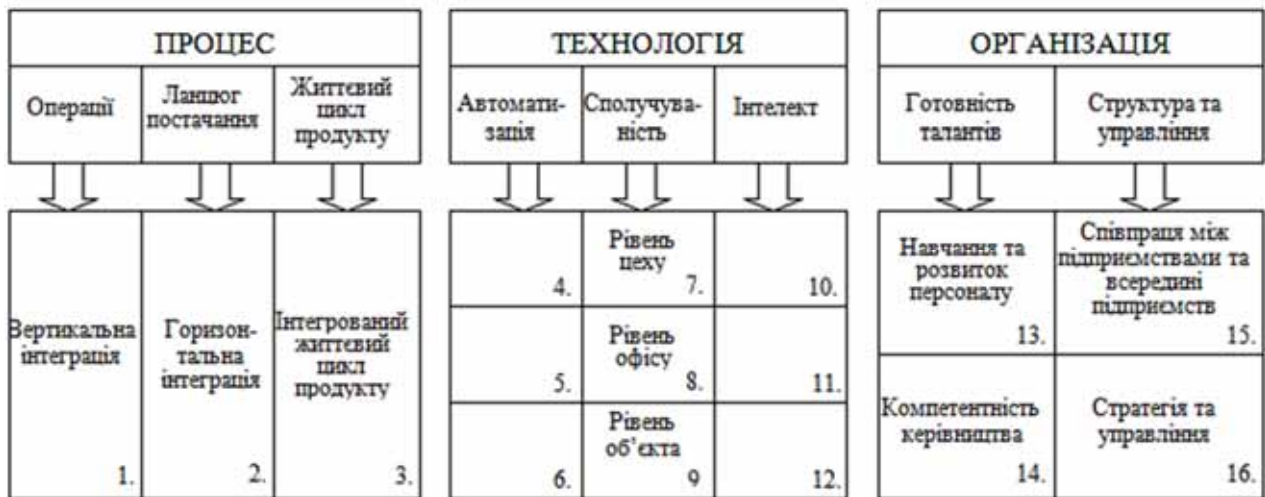 ПРОЦЕС
Операції
Ланцюг
постачання
Життєвий
цикл
продукту
Вертикальна
інтеграція
1.
Горизон-
тальна
інтеграція
2.
Інтегрований
життєвий
цикл
продукту
3.
ТЕХНОЛОГІЯ
Автомати-
зація
Сполучува-
ність
Інтелект
4.
Рівень
цеху
7.
10.
5.
Рівень
офісу
8.
11.
6.
Рівень
об’єкта
9
12.
ОРГАНІЗАЦІЯ
Готовність
талантів
Структура та
управління
Навчання та
розвиток
персоналу
13.
Співпраця між
підприємствами та
всередині
підприємств
15.
Компетентність
керівництва
14.
Стратегія та
управління
16.